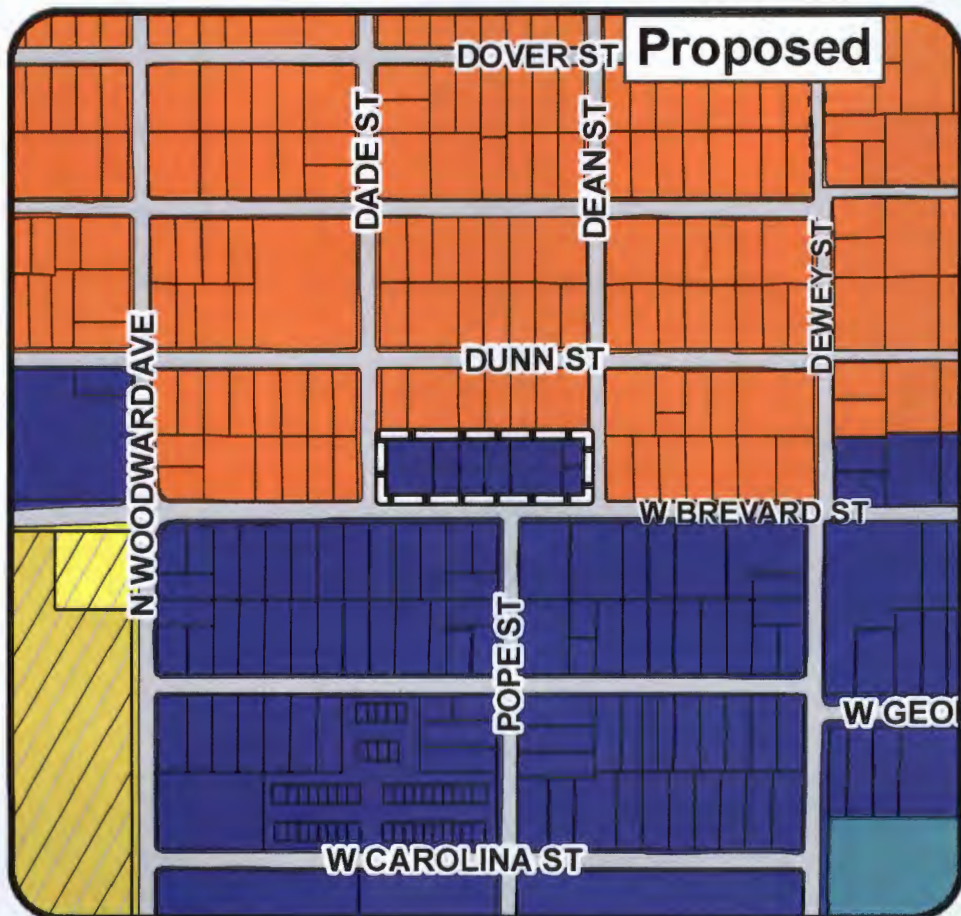 Proposed
DOVER ST
DADE ST
DEAN ST
DEWEY ST
N WOODWARD AVE
DUNN ST
W BREVARD ST
POPE ST
W GEO
W CAROLINA ST